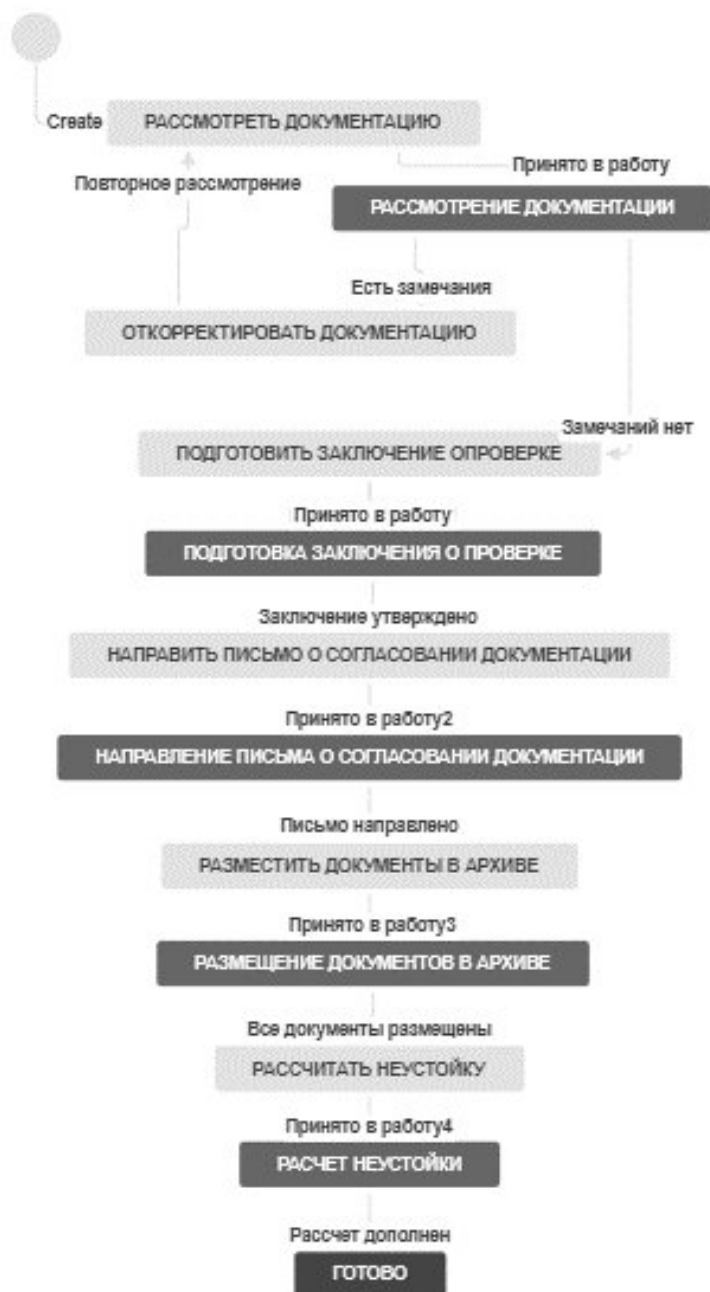 Create
РАССМОТРЕТЬ ДОКУМЕНТАЦИЮ
Принято в работу
Повторное рассмотрение
РАССМОТРЕНИЕ ДОКУМЕНТАЦИИ
Есть замечания
ОТКОРРЕКТИРОВАТЬ ДОКУМЕНТАЦИЮ
Замечаний нет
ПОДГОТОВИТЬ ЗАКЛЮЧЕНИЕ ОПРОВЕРКЕ
Принято в работу
ПОДГОТОВКА ЗАКЛЮЧЕНИЯ О ПРОВЕРКЕ
Заключение утверждено
НАПРАВИТЬ ПИСЬМО О СОГЛАСОВАНИИ ДОКУМЕНТАЦИИ
Принято в работу2
НАПРАВЛЕНИЕ ПИСЬМА О СОГЛАСОВАНИИ ДОКУМЕНТАЦИИ
Письмо направлено
РАЗМЕСТИТЬ ДОКУМЕНТЫ В АРХИВЕ
Принято в работу3
РАЗМЕЩЕНИЕ ДОКУМЕНТОВ В АРХИВЕ
Все документы размещены
РАССЧИТАТЬ НЕУСТОЙКУ
Принято в работу4
РАСЧЕТ НЕУСТОЙКИ
Рассчет дополнен
ГОТОВО